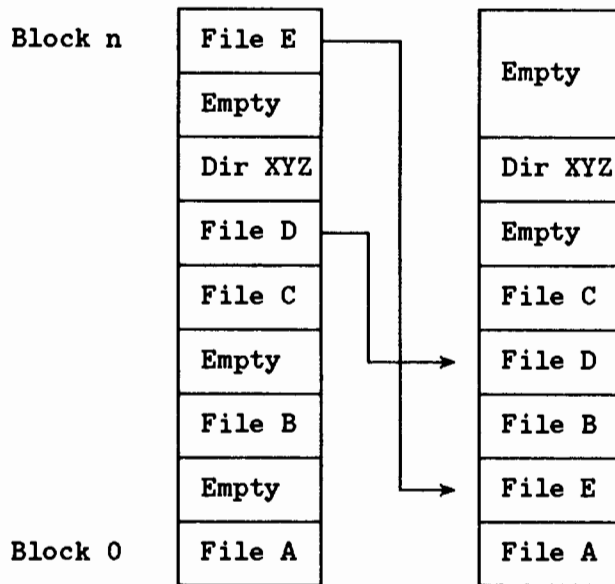 Block n
File E
Empty
Dir XYZ
File D
File C
Empty
File B
Empty
Block 0
File A
Empty
Dir XYZ
Empty
File C
File D
File B
File E
File A